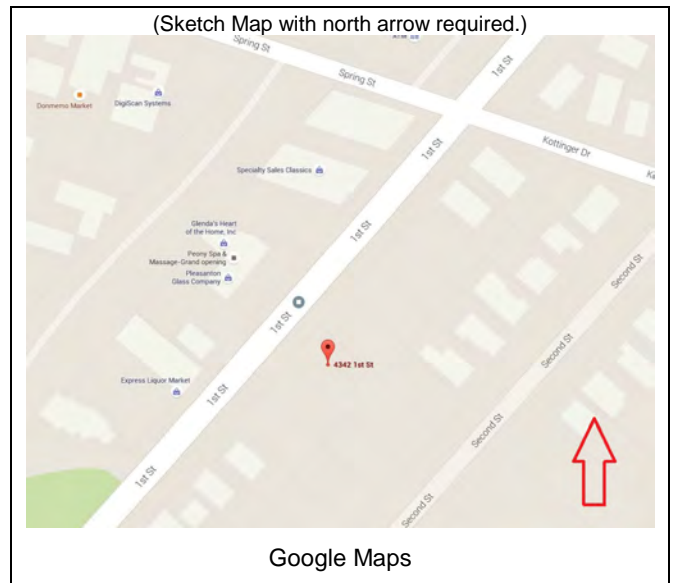 (Sketch Map with north arrow required.)
Spring St
Spring St
1st St
Donmemo Market
DigiScan Systems
Kottinger Dr
1st St
Specialty Sales Classics
Glenda's Heart
of the Home, Inc
1st St
Peony Spa &
Massage-Grand opening
Pleasanton
Glass Company
Second St
1st St
Second St
4342 1st St
Express Liquor Market
1st St
Second St
1st St
Second St
Google Maps